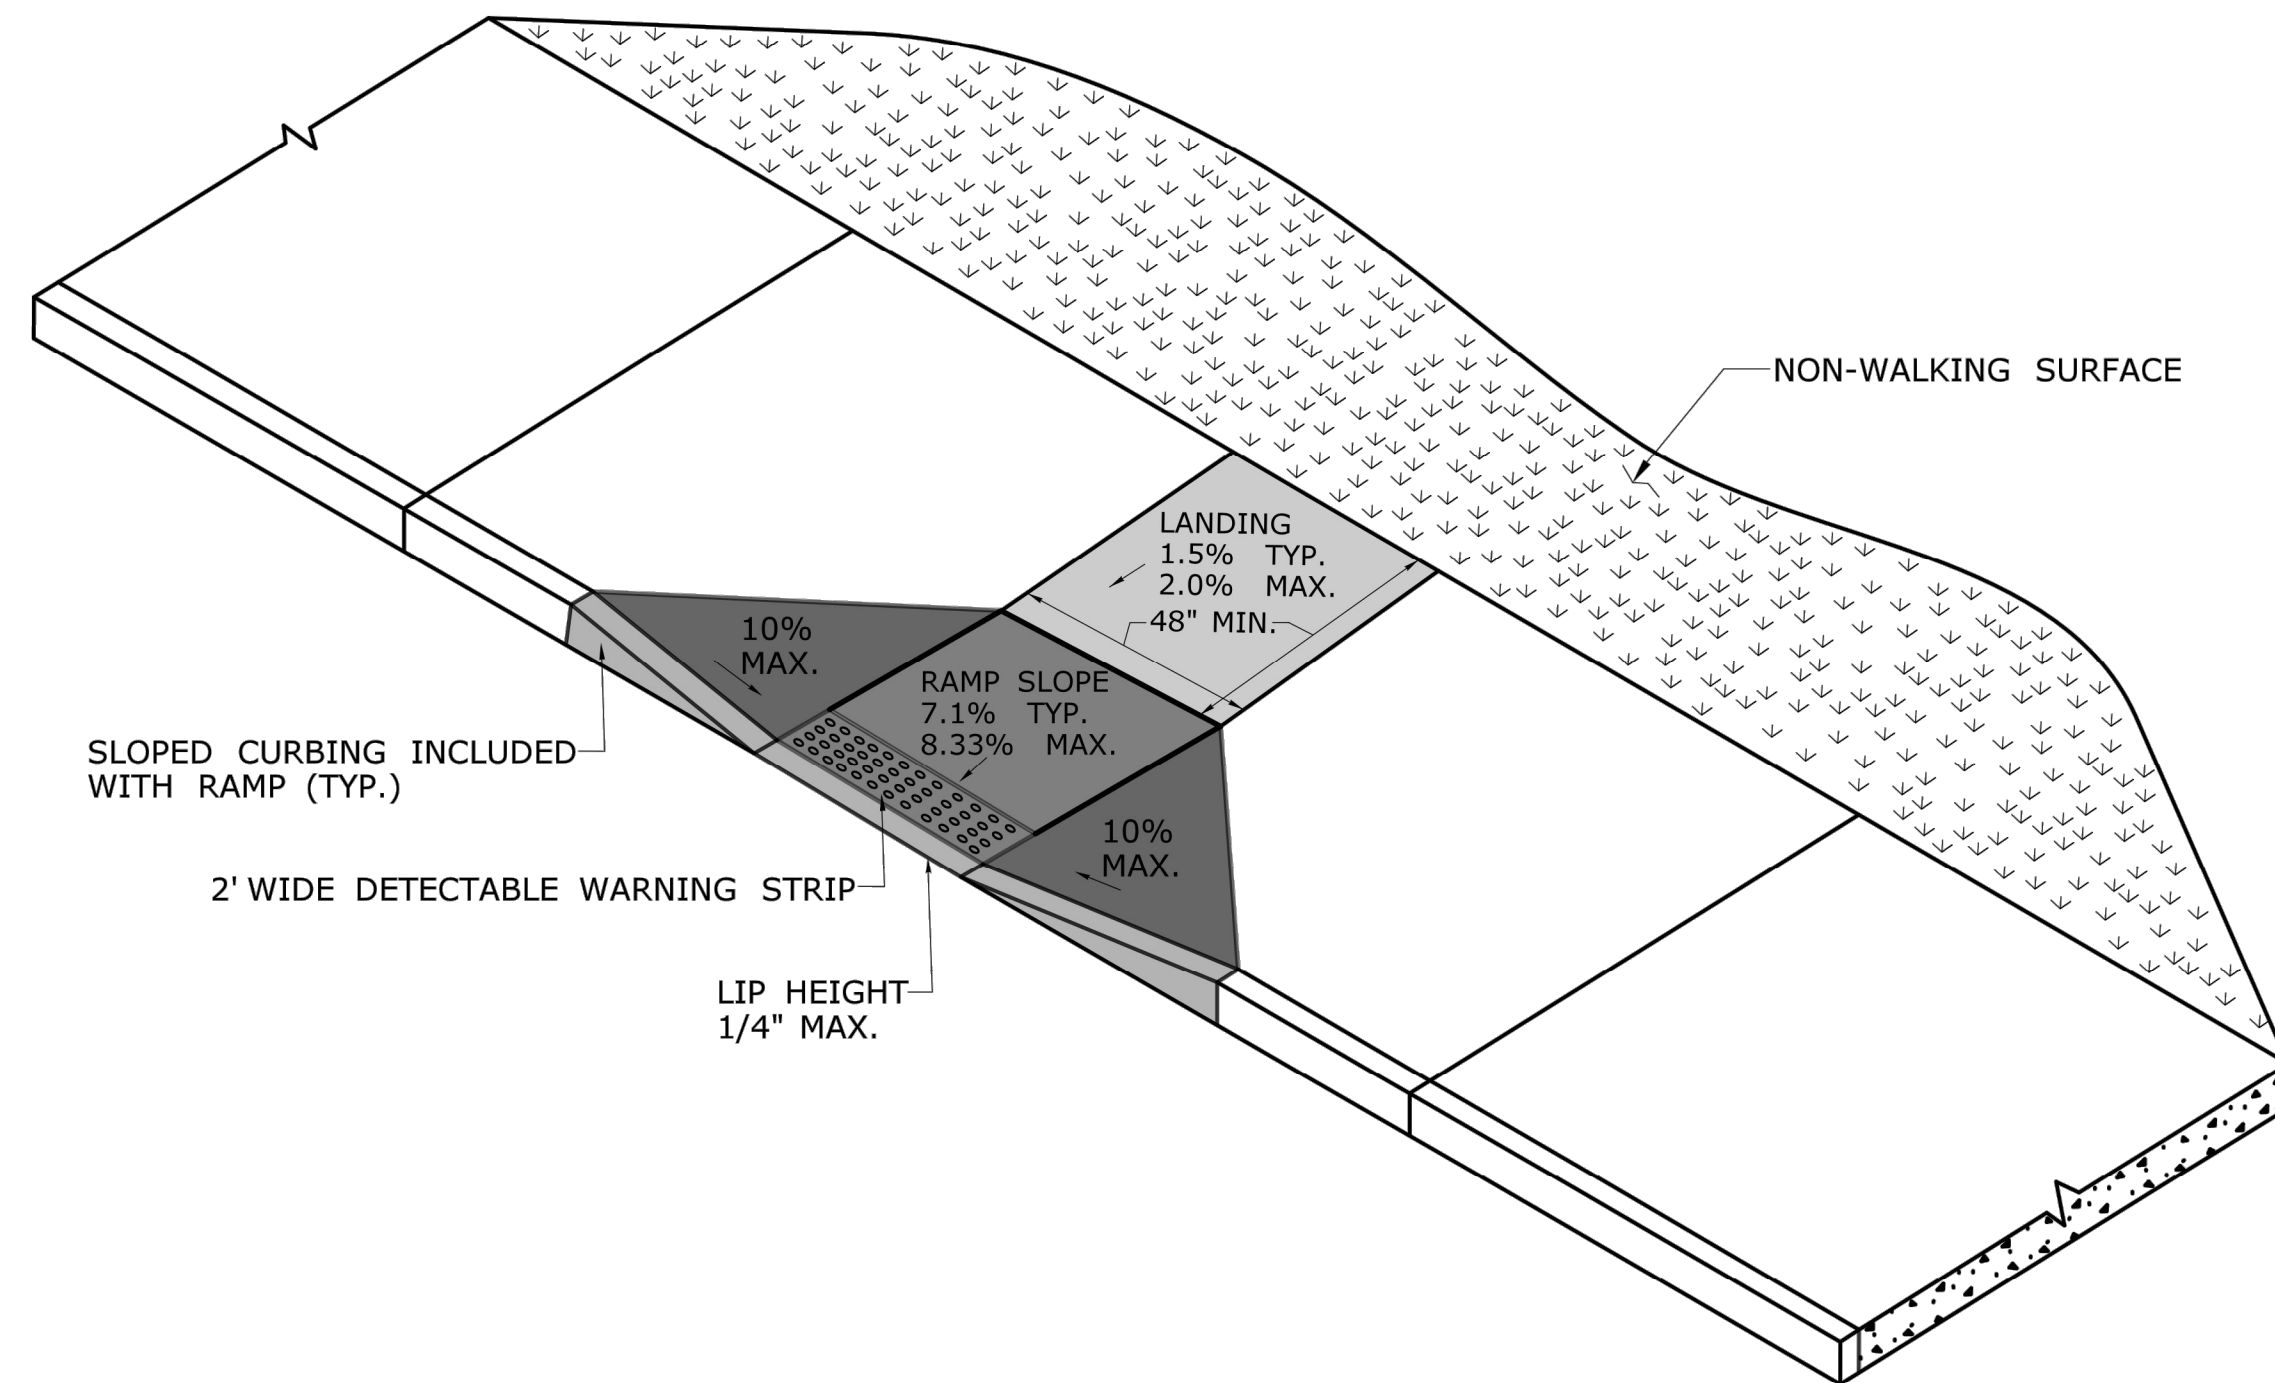 NON-WALKING SURFACE
LANDING
1.5% TYP.
2.0% MAX.
48" MIN.
10%
MAX.
RAMP SLOPE
7.1% TYP.
8.33% MAX.
SLOPED CURBING INCLUDED
WITH RAMP (TYP.)
10%
MAX.
2' WIDE DETECTABLE WARNING STRIP
LIP HEIGHT
1/4" MAX.